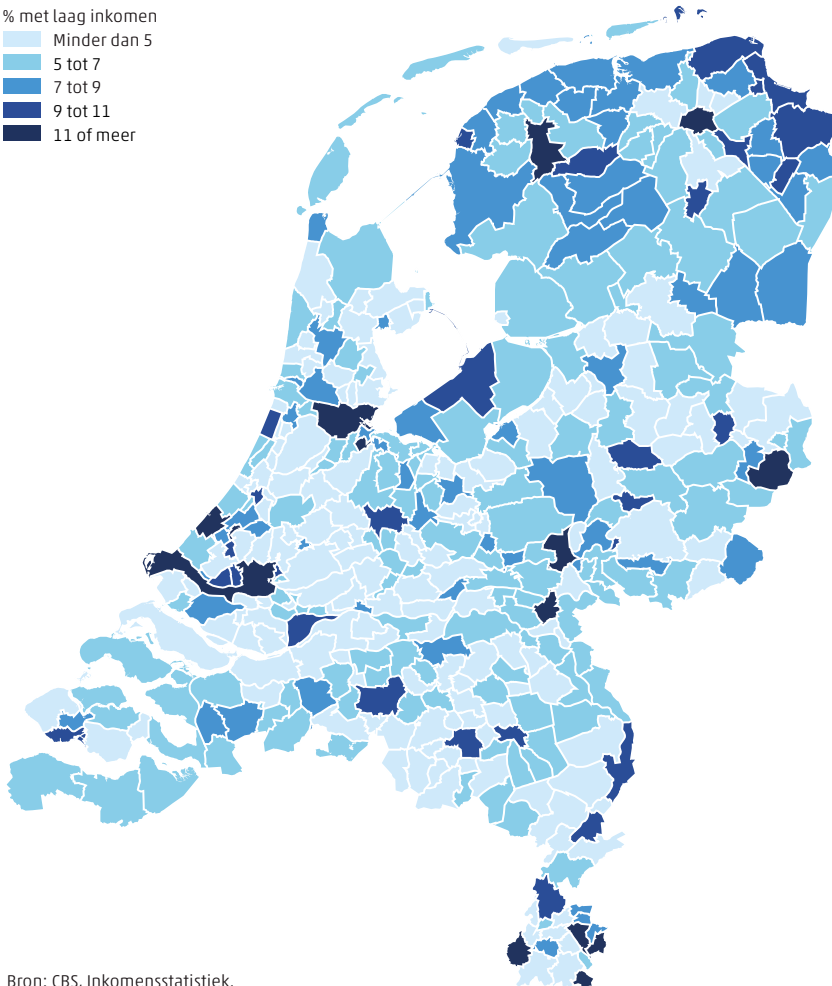 % met laag inkomen
Minder dan 5
5 tot 7
7 tot 9
9 tot 11
11 of meer
Bron: CBS, Inkomensstatistiek.